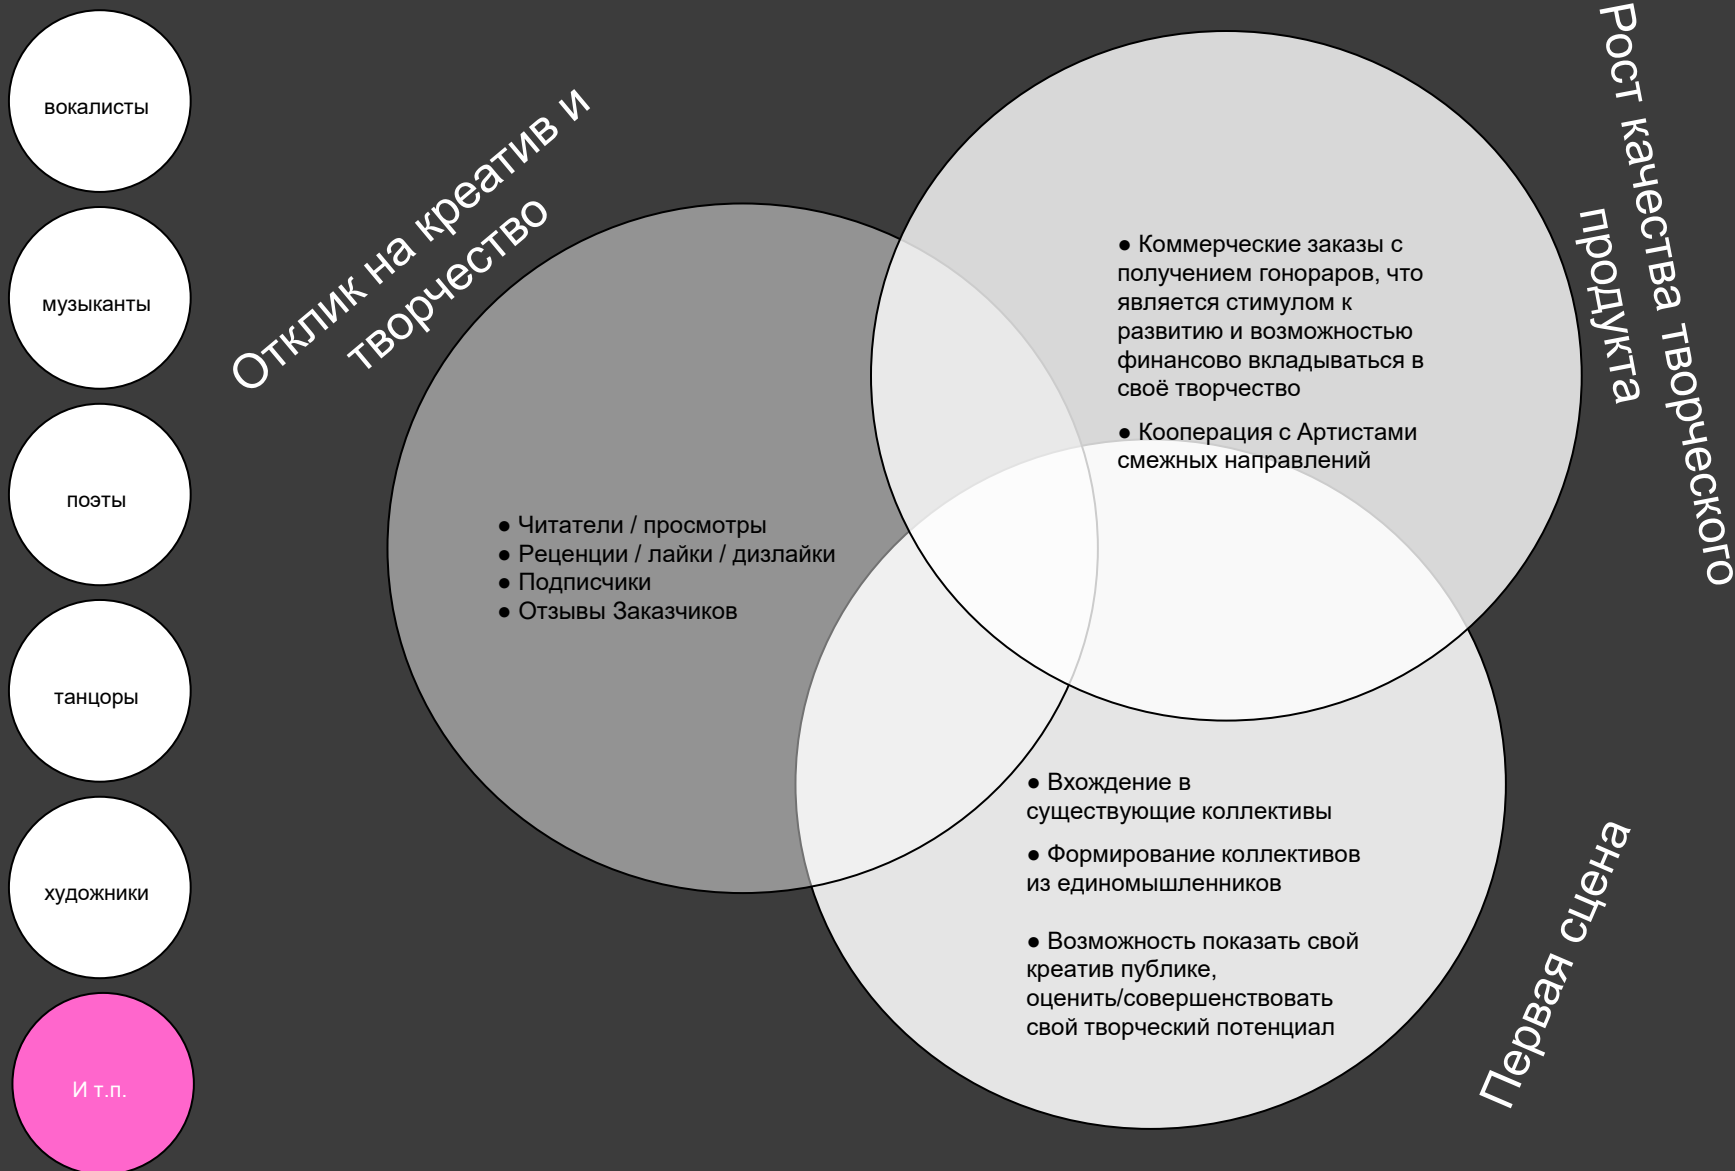 вокалисты
музыканты
поэты
танцоры
художники
И т.п.
Отклик на креатив и
творчество
● Читатели / просмотры
● Реценции / лайки / дизлайки
● Подписчики
● Отзывы Заказчиков
Рост качества творческого
продукта
● Коммерческие заказы с
получением гонораров, что
является стимулом к
развитию и возможностью
финансово вкладываться в
своё творчество
● Кооперация с Артистами
смежных направлений
Первая сцена
● Вхождение в
существующие коллективы
● Формирование коллективов
из единомышленников
● Возможность показать свой
креатив публике,
оценить/совершенствовать
свой творческий потенциал